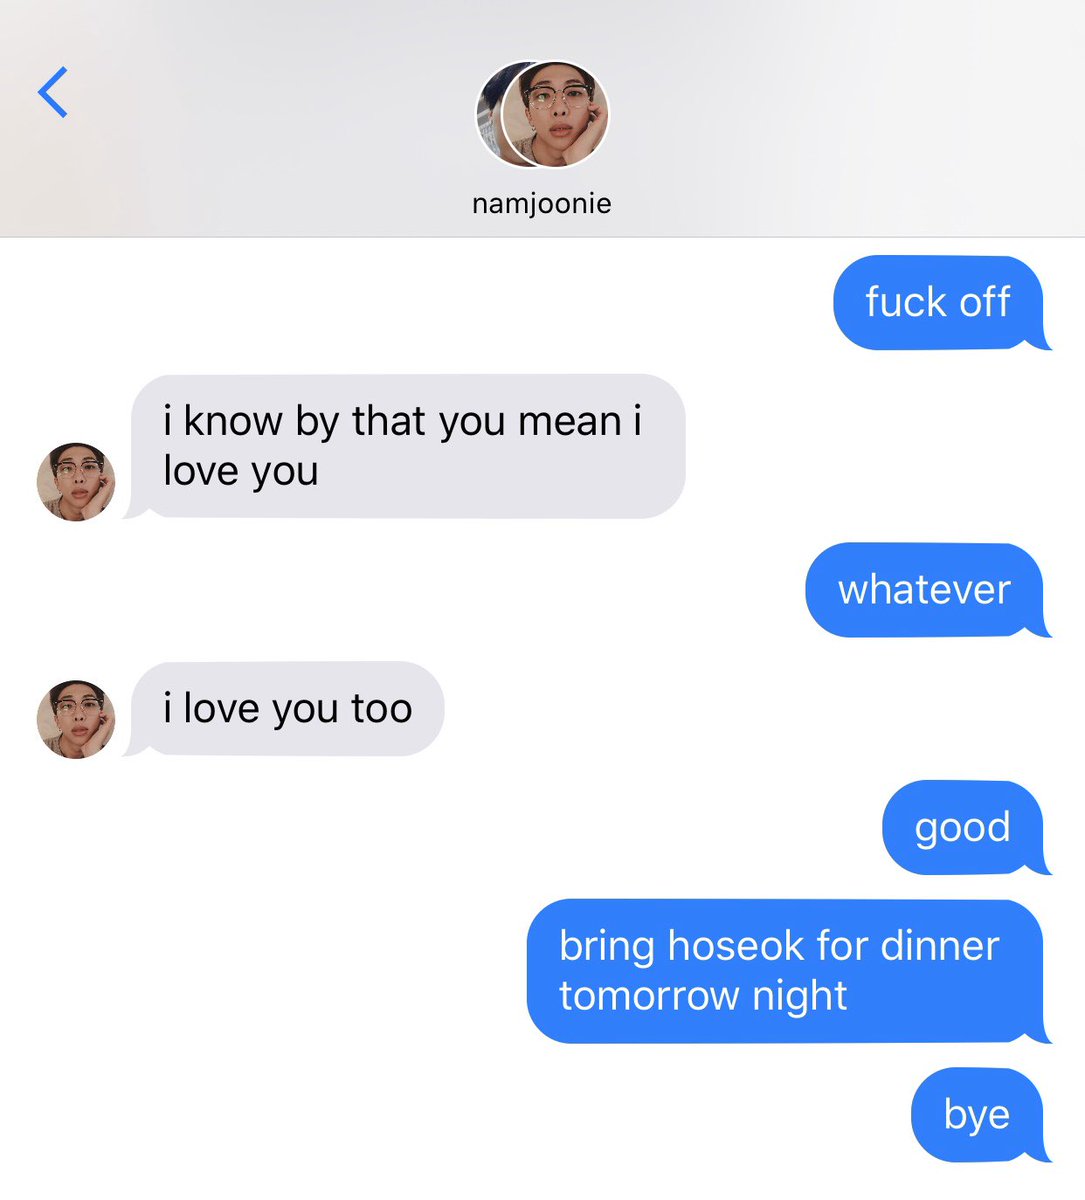 namjoonie
fuck off
i know by that you mean i
love you
whatever
i love you too
good
bring hoseok for dinner
tomorrow night
bye